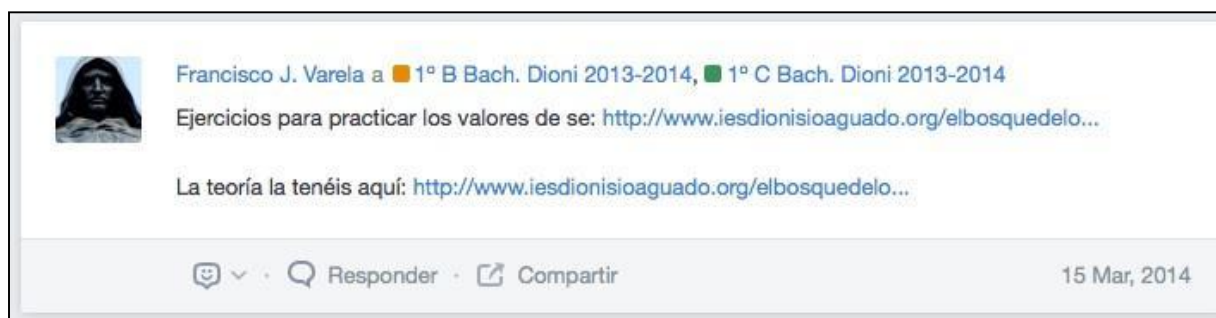 Francisco J. Varela a 1º B Bach. Dioni 2013-2014, 1º C Bach. Dioni 2013-2014
Ejercicios para practicar los valores de se: http://www.iesdionisioaguado.org/elbosquedelo...
La teoría la tenéis aquí: http://www.iesdionisioaguado.org/elbosquedelo...
Responder · Compartir 15 Mar, 2014